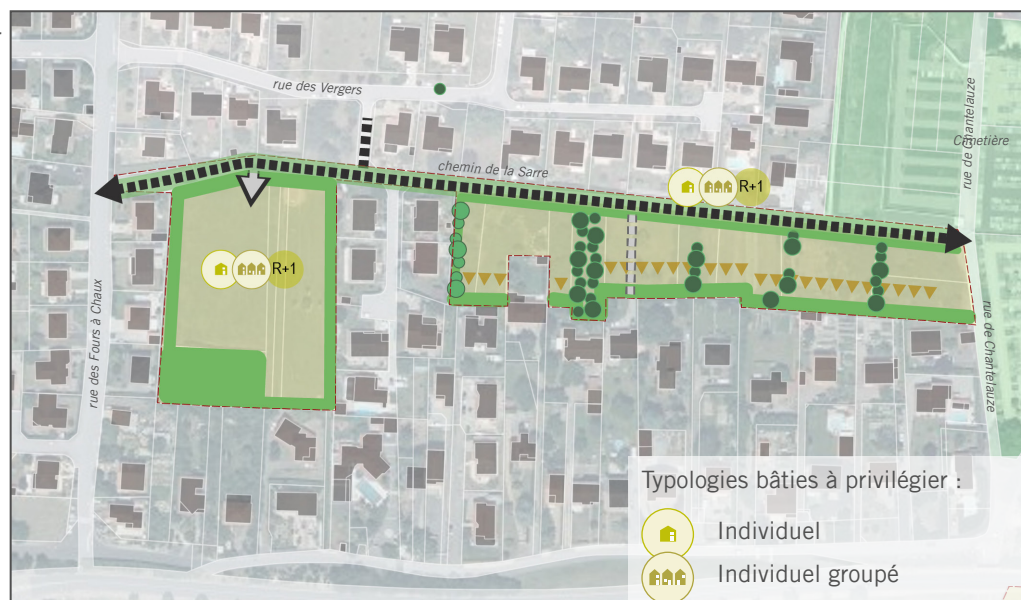 rue des Vergers
rue de Chantelauze
Cimetière
chemin de la Sarre
R+1
R+1
rue des Fours à Chaux
rue de Chantelauze
Typologies bâties à privilégier :
Individuel
Individuel groupé